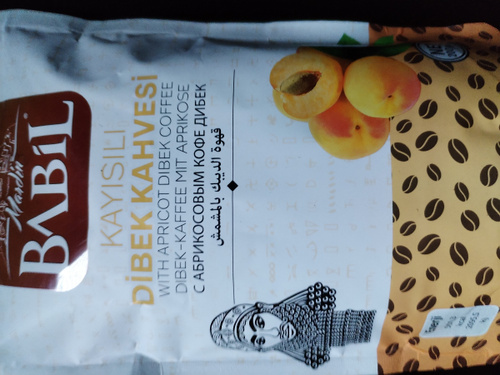 Mardin
BABİL
KAYISILI
DİBEK KAHVESİ
WITH APRICOT DIBEK COFFEE
DIBEK-KAFFEE MIT APRIKOSE
С АБРИКОСОВЫМ КОФЕ ДИБЕК
قهوة الديبك بالمشمش